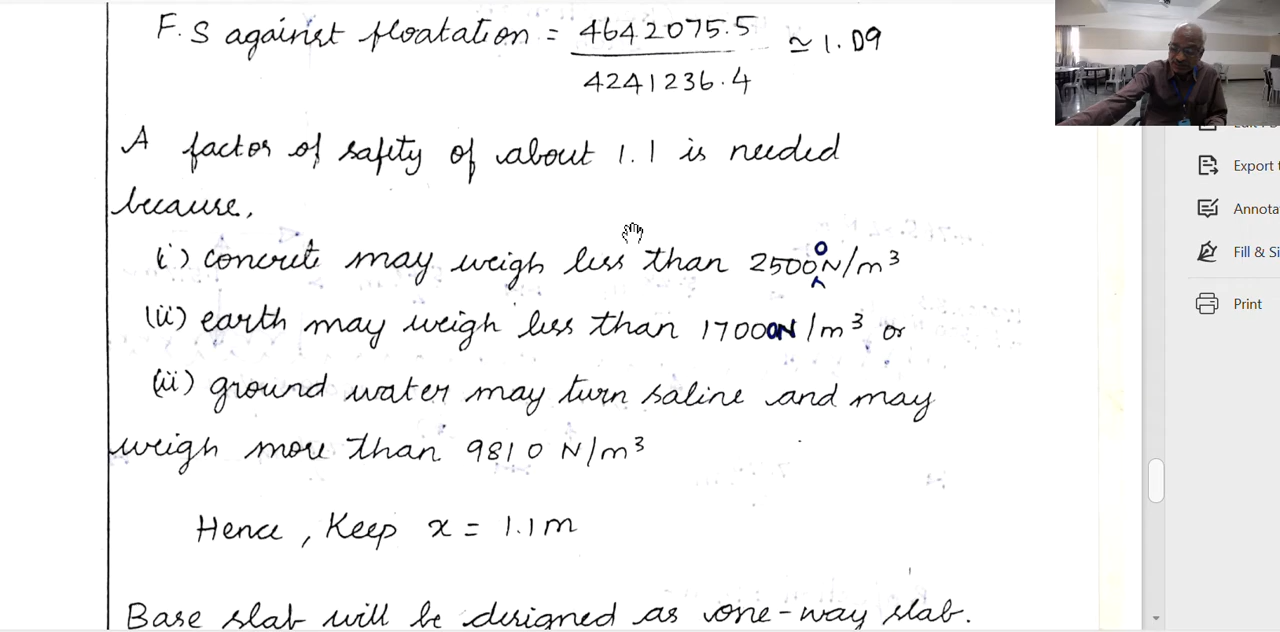 F.S against floatation = 4642075.5 / 4241236.4 ≃ 1.09
A factor of safety of about 1.1 is needed
because,
(i) concrete may weigh less than 25000N/m³
(ii) earth may weigh less than 17000N/m³ or
(iii) ground water may turn saline and may
weigh more than 9810 N/m³
Hence, Keep x = 1.1m
Base slab will be designed as one-way slab.
Export t
Annota
Fill & Si
Print